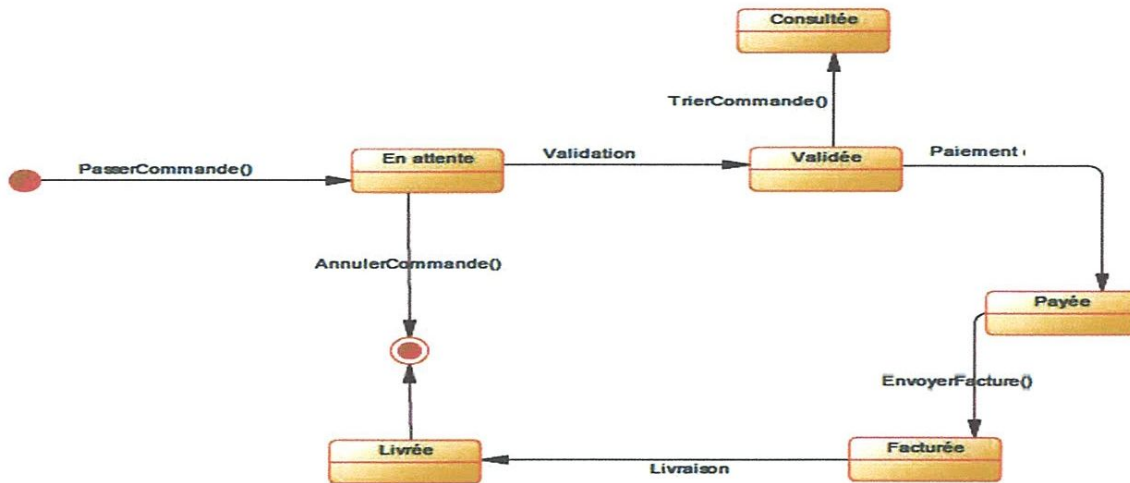 Consultée
TrierCommande()
PasserCommande()
En attente
Validation
Validée
Paiement
AnnulerCommande()
Payée
EnvoyerFacture()
Livrée
Livraison
Facturée